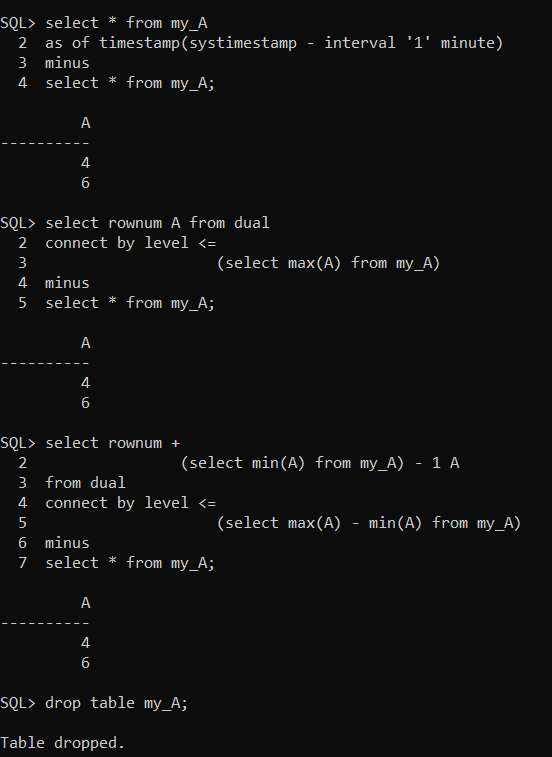 SQL> select * from my_A
  2  as of timestamp(systimestamp - interval '1' minute)
  3  minus
  4  select * from my_A;
         A
----------
         4
         6
SQL> select rownum A from dual
  2  connect by level <=
  3                    (select max(A) from my_A)
  4  minus
  5  select * from my_A;
         A
----------
         4
         6
SQL> select rownum +
  2                (select min(A) from my_A) - 1 A
  3  from dual
  4  connect by level <=
  5                    (select max(A) - min(A) from my_A)
  6  minus
  7  select * from my_A;
         A
----------
         4
         6
SQL> drop table my_A;
Table dropped.